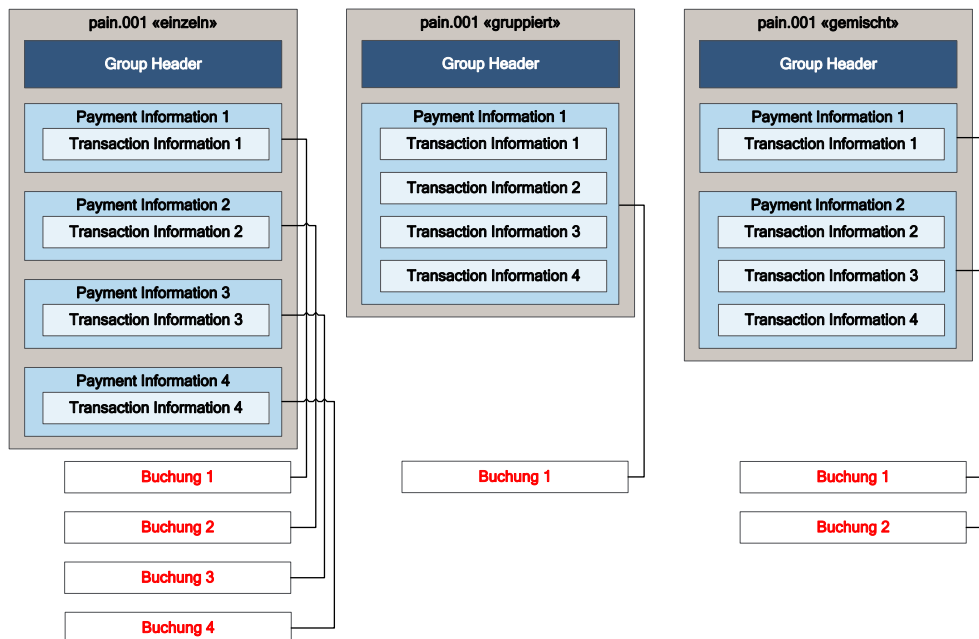 pain.001 «einzeln»
Group Header
Payment Information 1
Transaction Information 1
Payment Information 2
Transaction Information 2
Payment Information 3
Transaction Information 3
Payment Information 4
Transaction Information 4
Buchung 1
Buchung 2
Buchung 3
Buchung 4
pain.001 «gruppiert»
Group Header
Payment Information 1
Transaction Information 1
Transaction Information 2
Transaction Information 3
Transaction Information 4
Buchung 1
pain.001 «gemischt»
Group Header
Payment Information 1
Transaction Information 1
Payment Information 2
Transaction Information 2
Transaction Information 3
Transaction Information 4
Buchung 1
Buchung 2